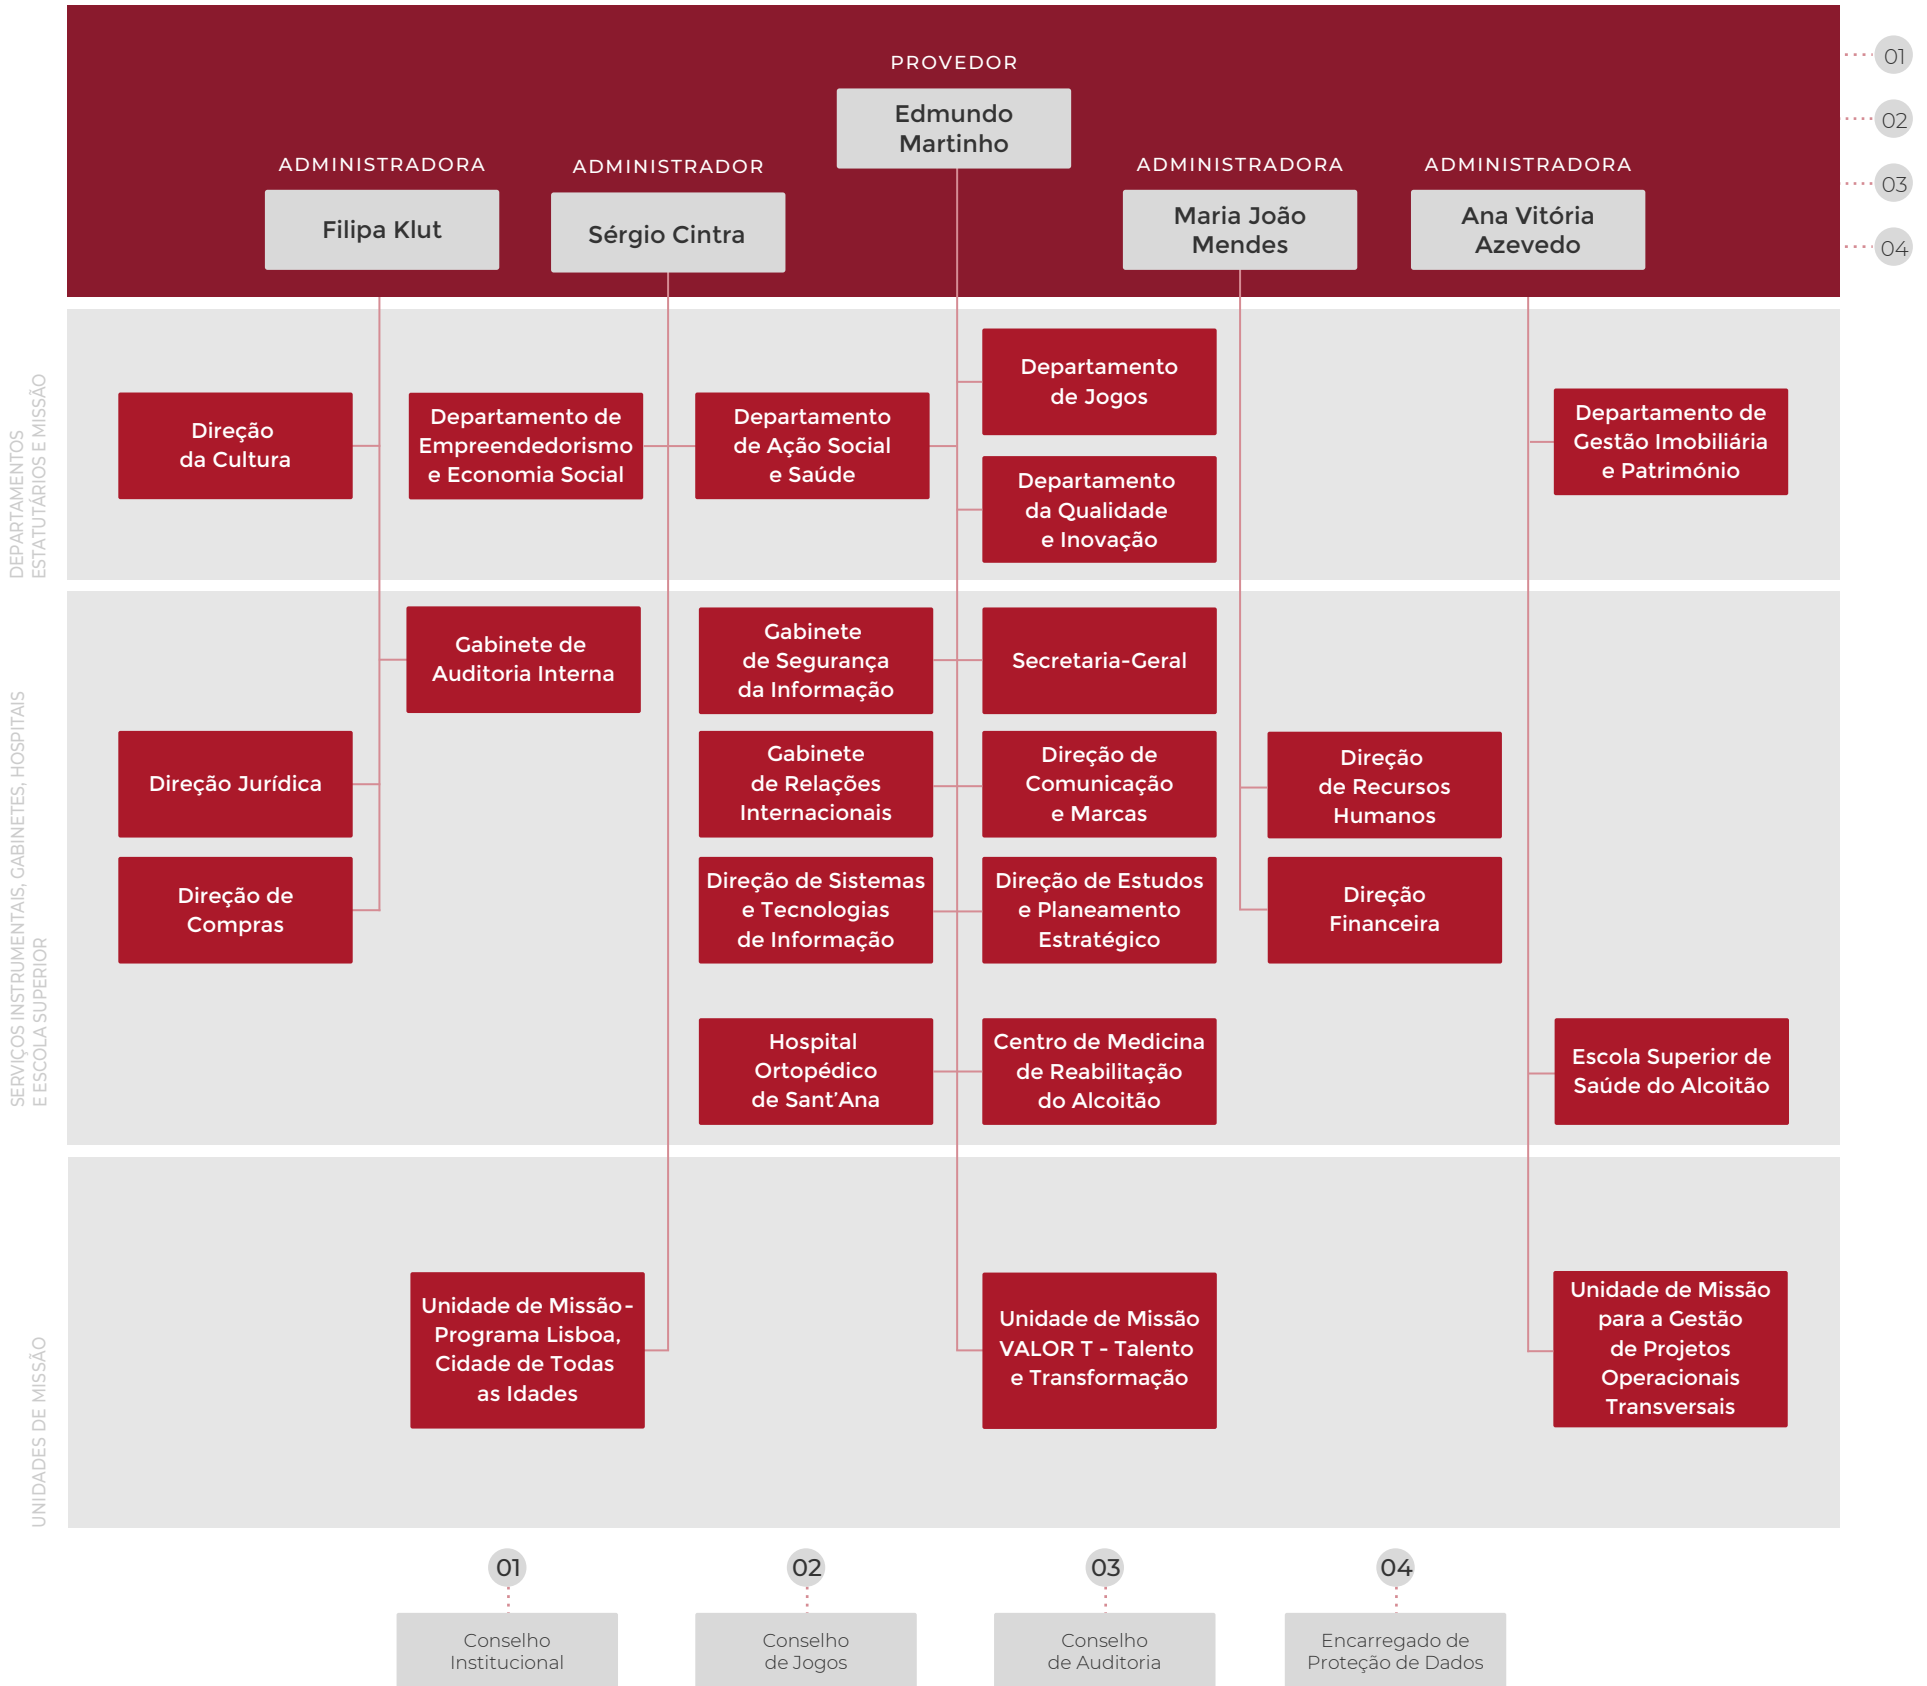 01
02
03
04
PROVEDOR
Edmundo
Martinho
ADMINISTRADORA
Filipa Klut
ADMINISTRADOR
Sérgio Cintra
ADMINISTRADORA
Maria João
Mendes
ADMINISTRADORA
Ana Vitória
Azevedo
DEPARTAMENTOS
ESTATUTÁRIOS E MISSÃO
Direção
da Cultura
Departamento de
Empreendedorismo
e Economia Social
Departamento
de Ação Social
e Saúde
Departamento
de Jogos
Departamento
da Qualidade
e Inovação
Departamento de
Gestão Imobiliária
e Património
SERVIÇOS INSTRUMENTAIS, GABINETES, HOSPITAIS
E ESCOLA SUPERIOR
Gabinete de
Auditoria Interna
Gabinete
de Segurança
da Informação
Secretaria-Geral
Direção Jurídica
Gabinete
de Relações
Internacionais
Direção de
Comunicação
e Marcas
Direção
de Recursos
Humanos
Direção de
Compras
Direção de Sistemas
e Tecnologias
de Informação
Direção de Estudos
e Planeamento
Estratégico
Direção
Financeira
Hospital
Ortopédico
de Sant'Ana
Centro de Medicina
de Reabilitação
do Alcoitão
Escola Superior de
Saúde do Alcoitão
UNIDADES DE MISSÃO
Unidade de Missão-
Programa Lisboa,
Cidade de Todas
as Idades
Unidade de Missão
VALOR T - Talento
e Transformação
Unidade de Missão
para a Gestão
de Projetos
Operacionais
Transversais
01
Conselho
Institucional
02
Conselho
de Jogos
03
Conselho
de Auditoria
04
Encarregado de
Proteção de Dados